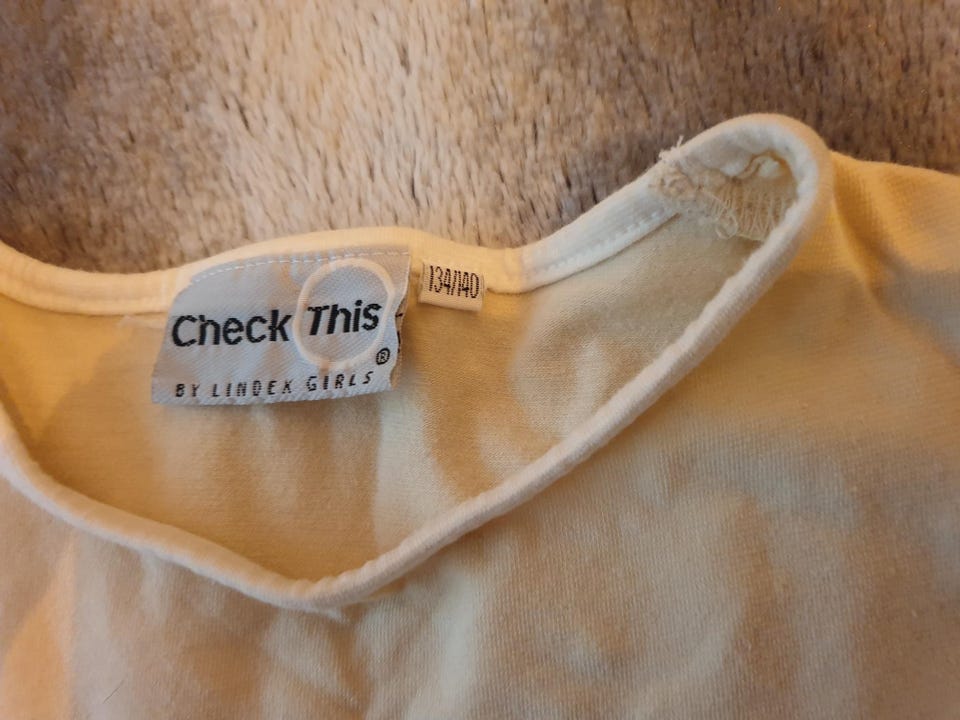 Check This
®
BY LINDEX GIRLS
134/140